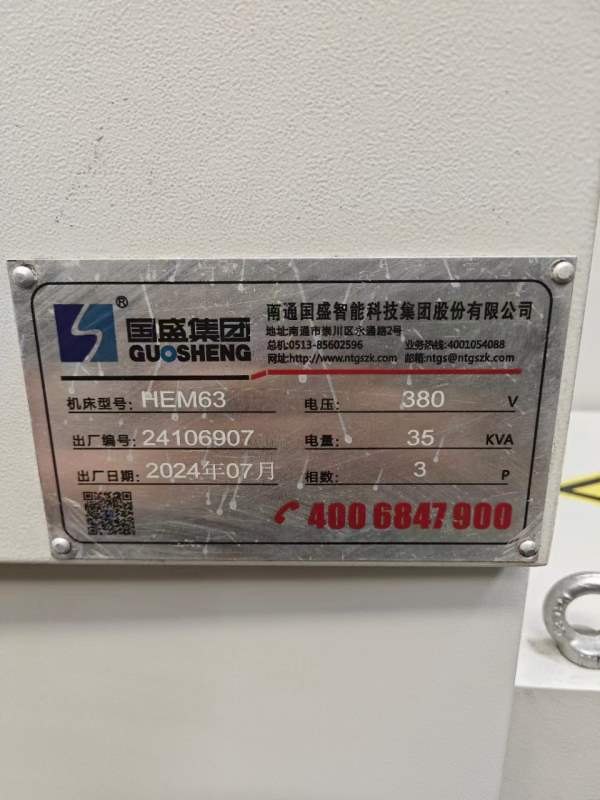 国盛集团®
GUOSHENG
南通国盛智能科技集团股份有限公司
地址:南通市崇川区永通路2号
总机:0513-85602596 业务热线:4001054088
网址:http://www.ntgszk.com 邮箱:ntgs@ntgszk.com
机床型号: HEM63 电压: 380 V
出厂编号: 24106907 电量: 35 KVA
出厂日期: 2024年07月 相数: 3 P
400 6847 900